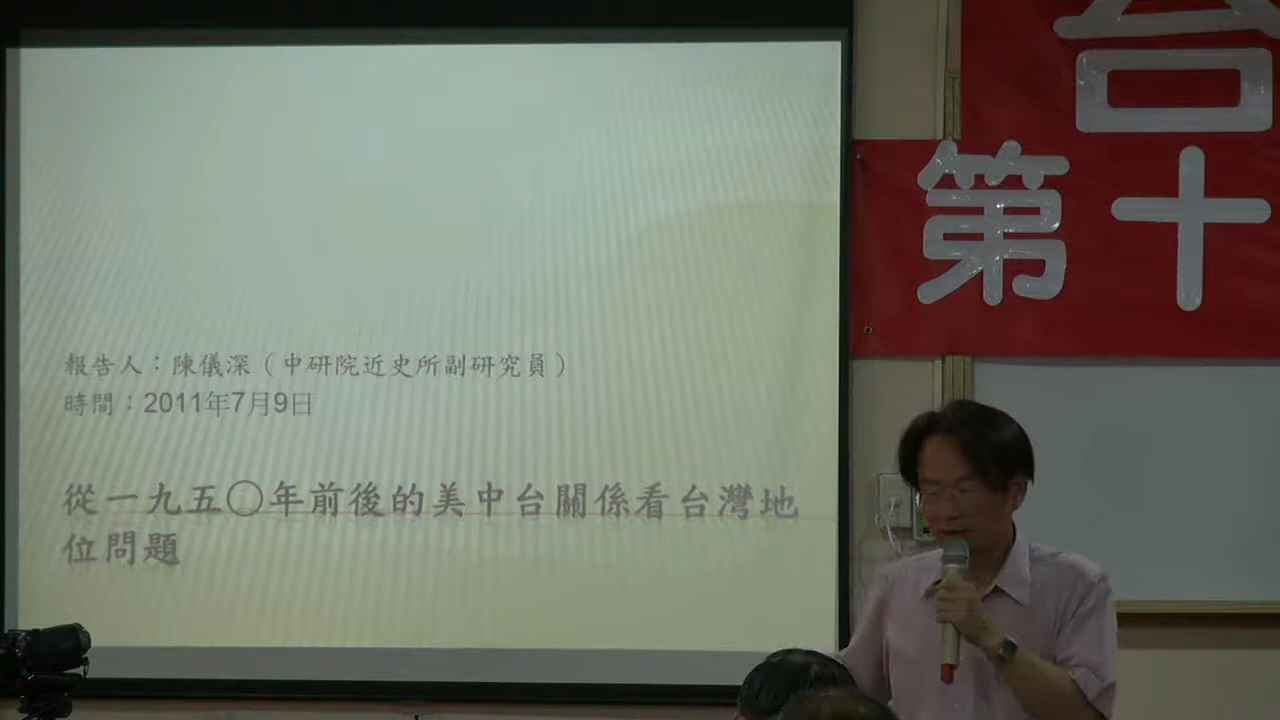 報告人：陳儀深（中研院近史所副研究員）
時間：2011年7月9日
從一九五〇年前後的美中台關係看台灣地
位問題
台
第十